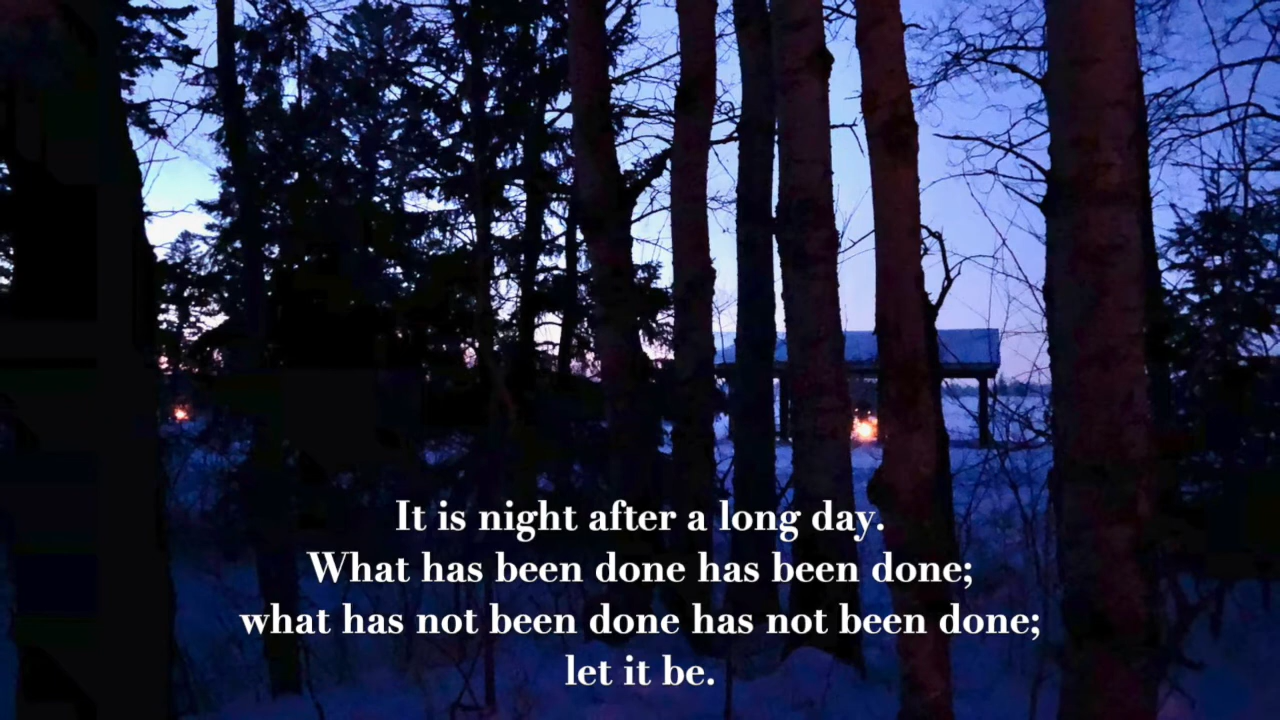 It is night after a long day.
What has been done has been done;
what has not been done has not been done;
let it be.